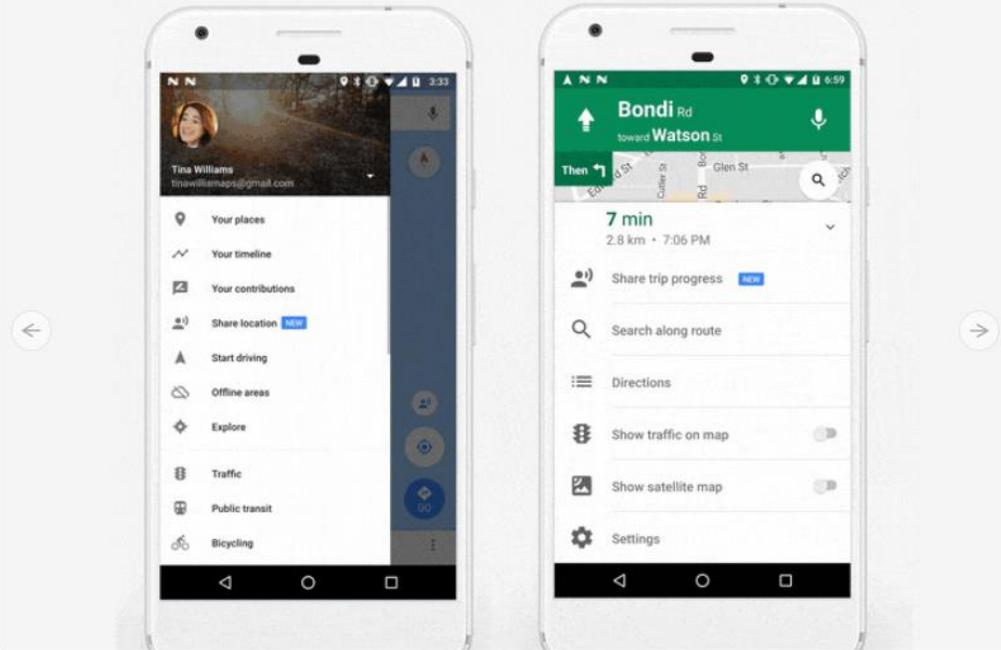 3:33
Tina Williams
tinawilliamaps@gmail.com
Your places
Your timeline
Your contributions
Share location NEW
Start driving
Offline areas
Explore
Traffic
Public transit
Bicycling
GO
6:59
Bondi Rd
toward Watson St
Then
Glen St
Cutler St
Rd
7 min
2.8 km • 7:06 PM
Share trip progress NEW
Search along route
Directions
Show traffic on map
Show satellite map
Settings